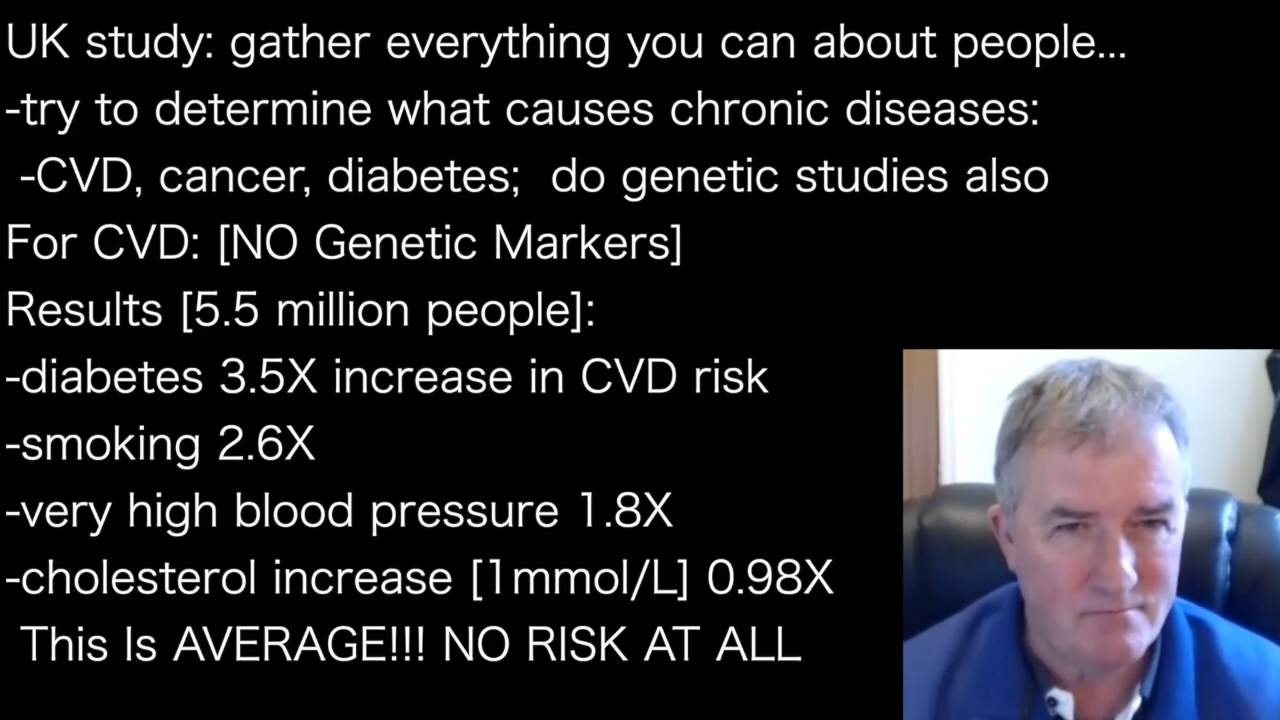 UK study: gather everything you can about people...
-try to determine what causes chronic diseases:
-CVD, cancer, diabetes;  do genetic studies also
For CVD: [NO Genetic Markers]
Results [5.5 million people]:
-diabetes 3.5X increase in CVD risk
-smoking 2.6X
-very high blood pressure 1.8X
-cholesterol increase [1mmol/L] 0.98X
This Is AVERAGE!!! NO RISK AT ALL